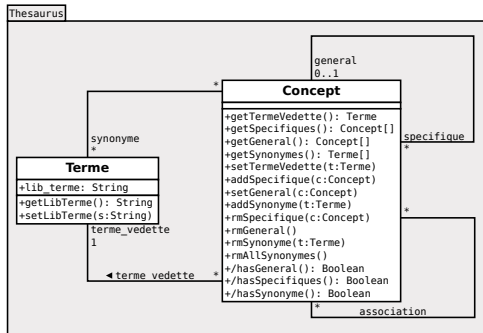 Thesaurus
general
0..1
*
Concept
+getTermeVedette(): Terme
+getSpecifiques(): Concept[]
+getGeneral(): Concept[]
+getSynonymes(): Terme[]
+setTermeVedette(t:Terme)
+addSpecifique(c:Concept)
+setGeneral(c:Concept)
+addSynonyme(t:Terme)
+rmSpecifique(c:Concept)
+rmGeneral()
+rmSynonyme(t:Terme)
+rmAllSynonymes()
+/hasGeneral(): Boolean
+/hasSpecifiques(): Boolean
+/hasSynonyme(): Boolean
specifique
*
synonyme
*
Terme
+lib_terme: String
+getLibTerme(): String
+setLibTerme(s:String)
terme_vedette
1
◄ terme vedette
*
*
*
association